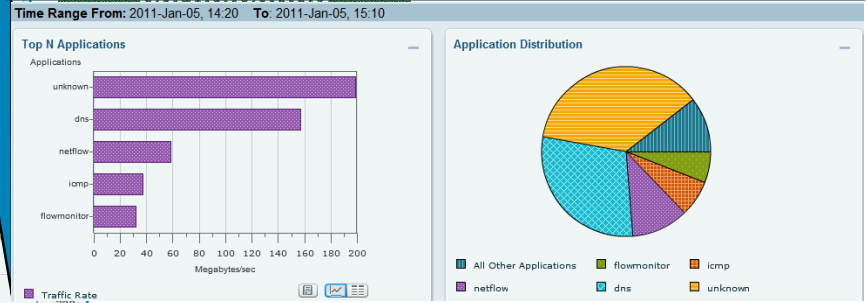 Time Range From: 2011-Jan-05, 14:20 To: 2011-Jan-05, 15:10
Top N Applications
Applications
unknown
dns
netflow
icmp
flowmonitor
0 20 40 60 80 100 120 140 160 180 200
Megabytes/sec
Traffic Rate
Application Distribution
All Other Applications flowmonitor icmp
netflow dns unknown